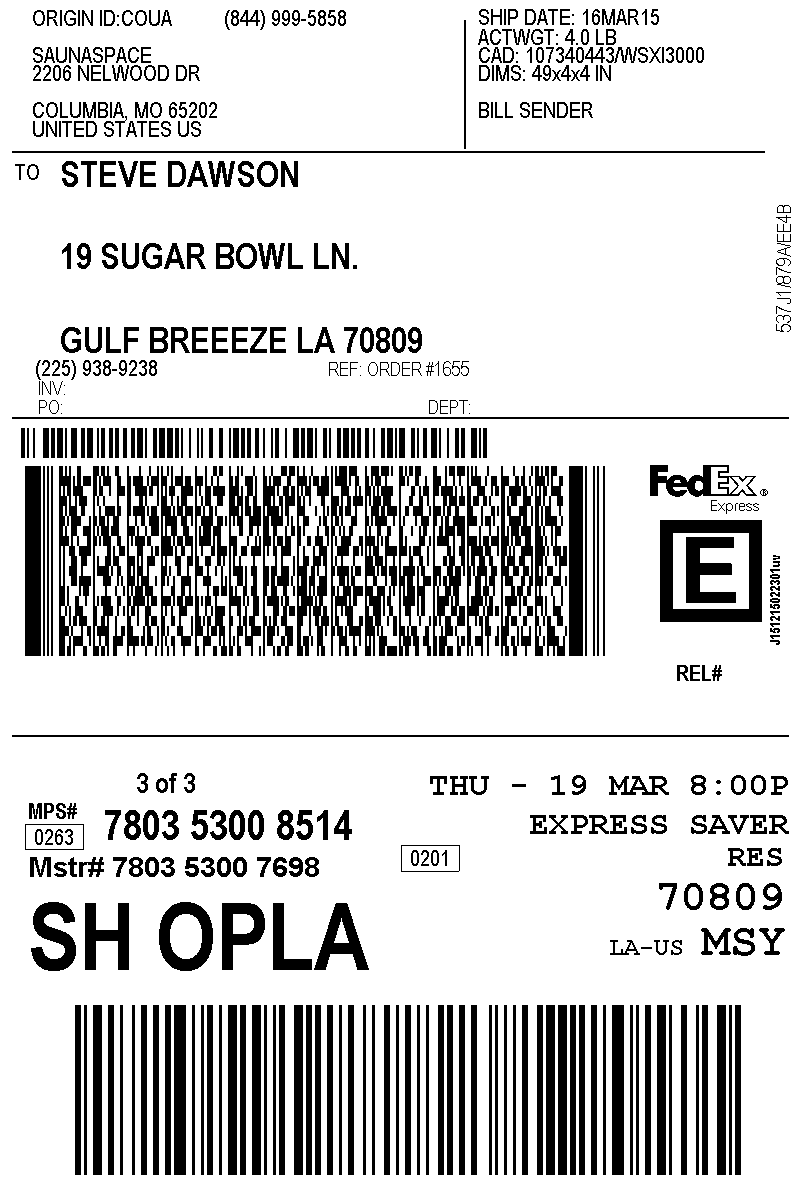 ORIGIN ID:COUA (844) 999-5858
SAUNASPACE
2206 NELWOOD DR
COLUMBIA, MO 65202
UNITED STATES US
SHIP DATE: 16MAR15
ACTWGT: 4.0 LB
CAD: 107340443/WSXI3000
DIMS: 49x4x4 IN
BILL SENDER
TO STEVE DAWSON
19 SUGAR BOWL LN.
GULF BREEEZE LA 70809
(225) 938-9238 REF: ORDER #1655
INV:
PO: DEPT:
537J1/879A/EE4B
FedEx®
Express
E
J151215022301uv
REL#
3 of 3
MPS# 7803 5300 8514
0263
Mstr# 7803 5300 7698
0201
THU - 19 MAR 8:00P
EXPRESS SAVER
RES
70809
LA-US MSY
SH OPLA